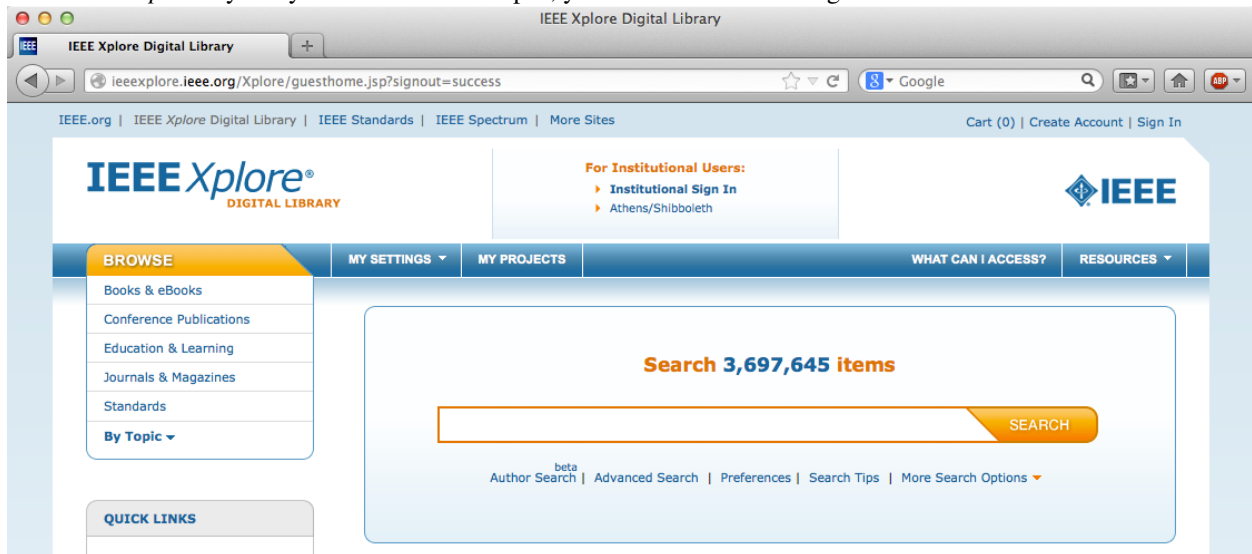 IEEE Xplore Digital Library
IEEE IEEE Xplore Digital Library +
ieeexplore.ieee.org/Xplore/guesthome.jsp?signout=success 8 Google ABP
IEEE.org | IEEE Xplore Digital Library | IEEE Standards | IEEE Spectrum | More Sites Cart (0) | Create Account | Sign In
IEEE Xplore®
DIGITAL LIBRARY
For Institutional Users:
Institutional Sign In
Athens/Shibboleth
IEEE
BROWSE MY SETTINGS MY PROJECTS WHAT CAN I ACCESS? RESOURCES
Books & eBooks
Conference Publications
Education & Learning
Journals & Magazines
Standards
By Topic
Search 3,697,645 items
SEARCH
beta
Author Search | Advanced Search | Preferences | Search Tips | More Search Options
QUICK LINKS